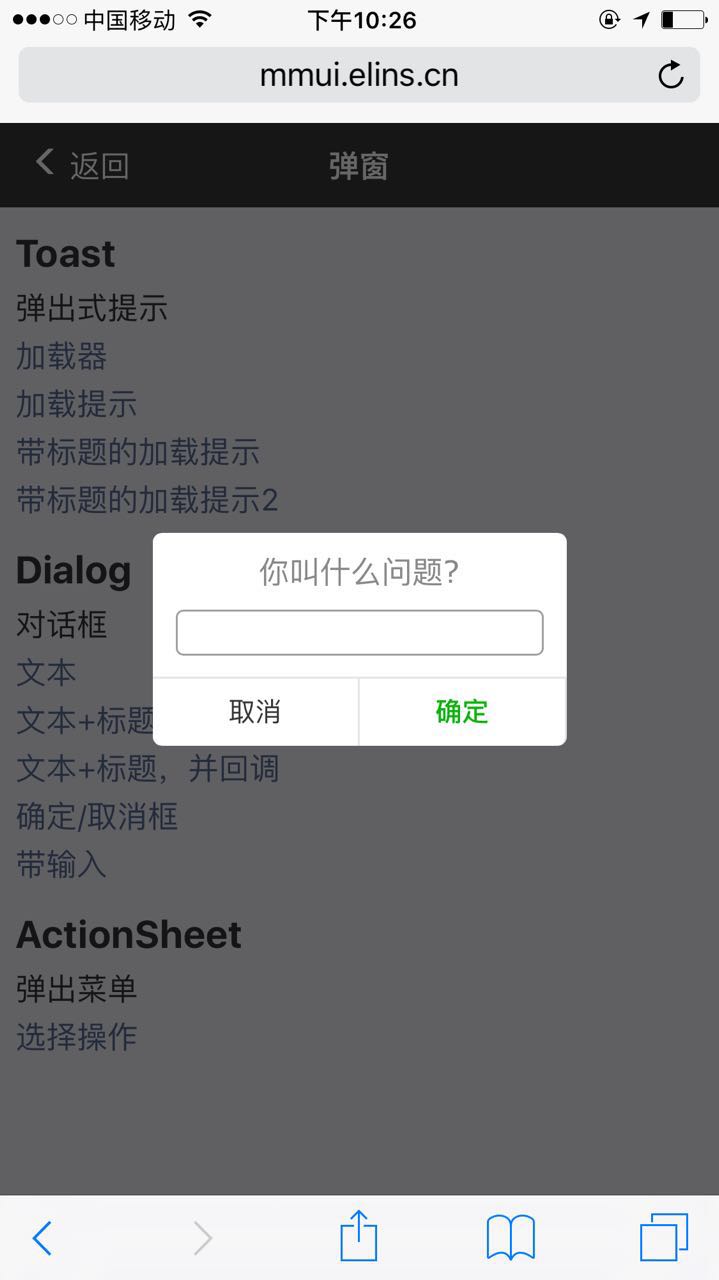 中国移动 下午10:26
mmui.elins.cn
返回 弹窗
Toast
弹出式提示
加载器
加载提示
带标题的加载提示
带标题的加载提示2
Dialog
对话框
文本
文本+标题
文本+标题，并回调
确定/取消框
带输入
你叫什么问题?
取消 确定
ActionSheet
弹出菜单
选择操作